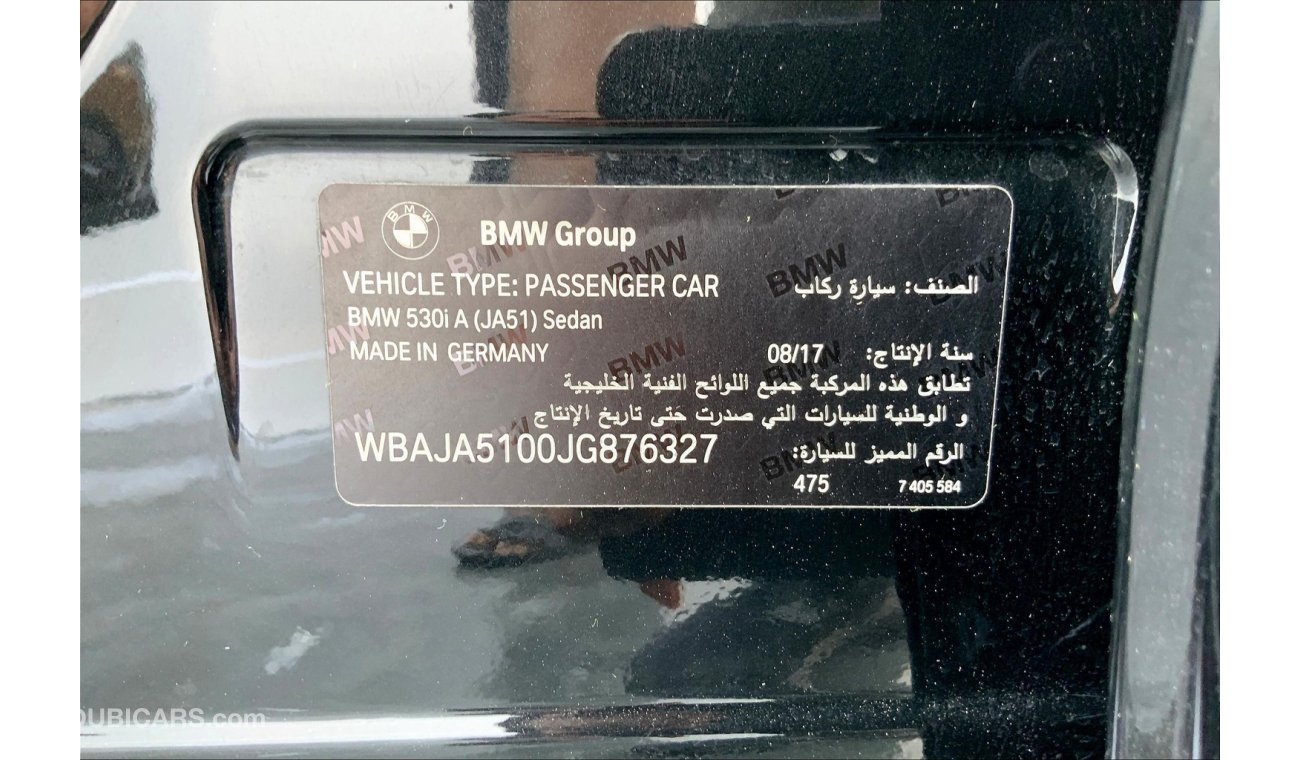 BMW
BMW Group
VEHICLE TYPE: PASSENGER CAR
الصنف: سيارة ركاب
BMW 530i A (JA51) Sedan
MADE IN GERMANY
سنة الإنتاج: 08/17
تطابق هذه المركبة جميع اللوائح الفنية الخليجية
و الوطنية للسيارات التي صدرت حتى تاريخ الإنتاج
WBAJA5100JG876327
الرقم المميز للسيارة:
475
7 405 584
DUBICARS.com